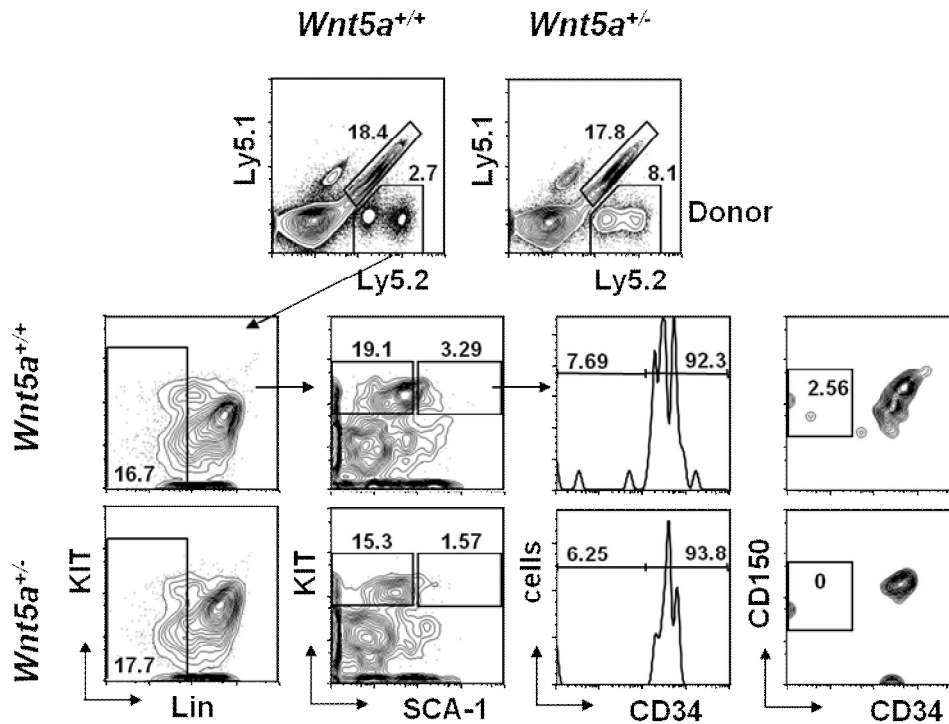 Wnt5a+/+ Wnt5a+/-
Ly5.1 18.4 2.7 Ly5.1 17.8 8.1 Donor
Ly5.2 Ly5.2
Wnt5a+/+ 16.7 19.1 3.29 7.69 92.3 2.56
Wnt5a+/- KIT 17.7 KIT 15.3 1.57 cells 6.25 93.8 CD150 0
Lin SCA-1 CD34 CD34